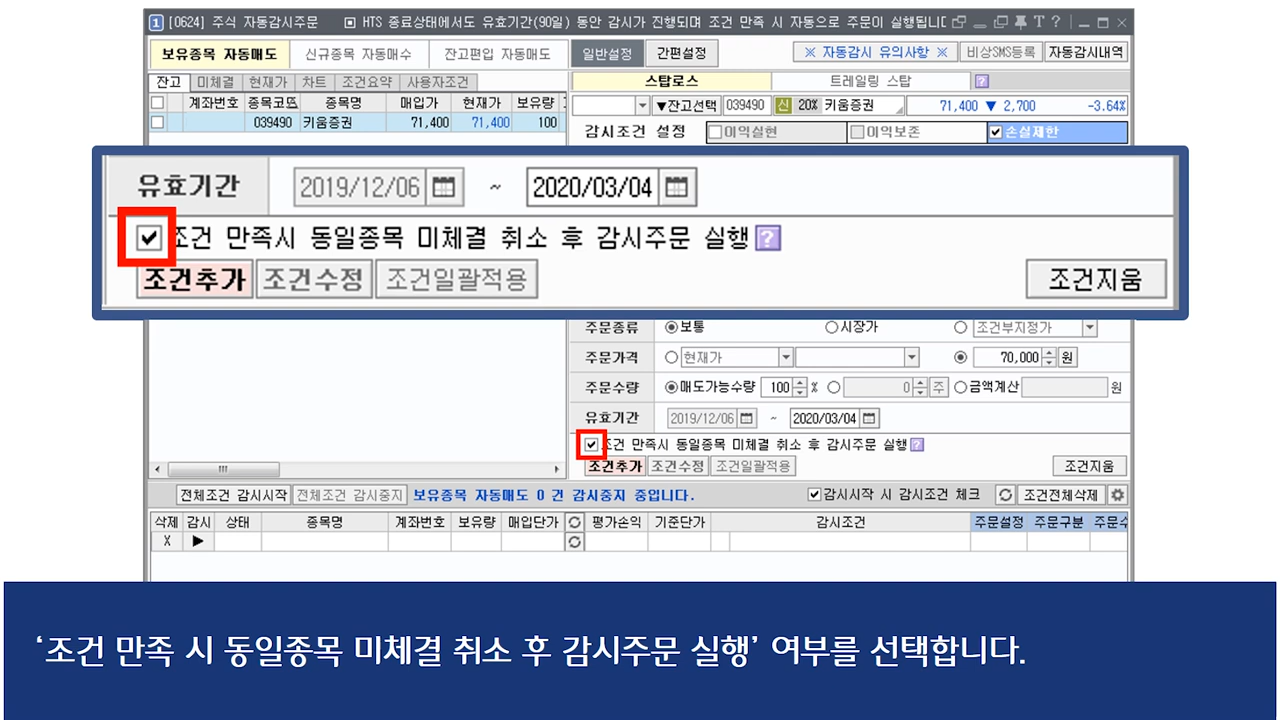 1 [0624] 주식 자동감시주문 ▣ HTS 종료상태에서도 유효기간(90일) 동안 감시가 진행되며 조건 만족 시 자동으로 주문이 실행됩니다 T ?
보유종목 자동매도 신규종목 자동매수 잔고편입 자동매도 일반설정 간편설정 ※ 자동감시 유의사항 ※ 비상SMS등록 자동감시내역
잔고 미체결 현재가 차트 조건요약 사용자조건 스탑로스 트레일링 스탑 ?
계좌번호 종목코드 종목명 매입가 현재가 보유량 ▼잔고선택 039490 신 20% 키움증권 71,400 ▼ 2,700 -3.64%
039490 키움증권 71,400 71,400 100 감시조건 설정 이익실현 이익보존 손실제한
유효기간 2019/12/06 ~ 2020/03/04
조건 만족시 동일종목 미체결 취소 후 감시주문 실행 ?
조건추가 조건수정 조건일괄적용 조건지움
주문종류 보통 시장가 조건부지정가
주문가격 현재가 70,000 원
주문수량 매도가능수량 100 % 0 주 금액계산 원
유효기간 2019/12/06 ~ 2020/03/04
조건 만족시 동일종목 미체결 취소 후 감시주문 실행 ?
조건추가 조건수정 조건일괄적용 조건지움
전체조건 감시시작 전체조건 감시중지 보유종목 자동매도 0 건 감시중지 중입니다. 감시시작 시 감시조건 체크 조건전체삭제
삭제 감시 상태 종목명 계좌번호 보유량 매입단가 평가손익 기준단가 감시조건 주문설정 주문구분
X ▶
‘조건 만족 시 동일종목 미체결 취소 후 감시주문 실행’ 여부를 선택합니다.